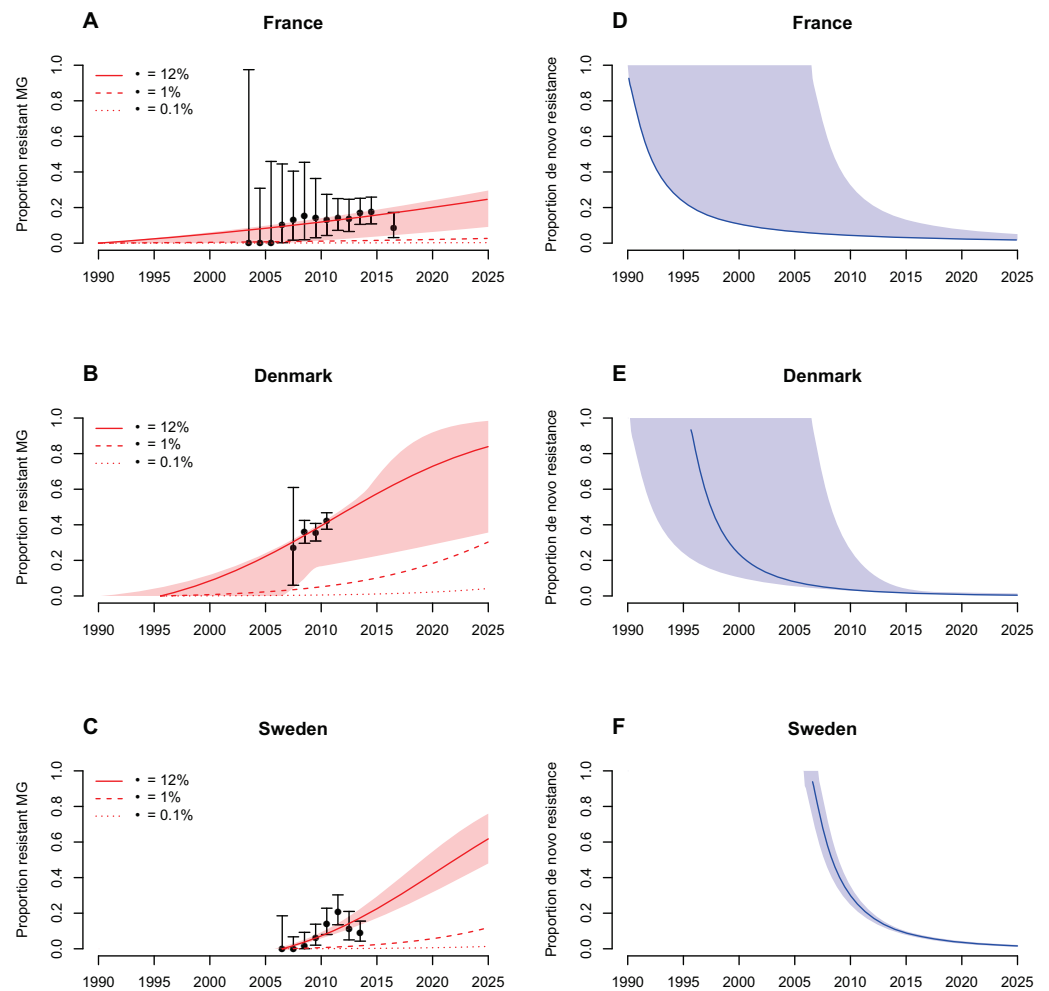 A France
Proportion resistant MG
1.0
0.8
0.6
0.4
0.2
0.0
• = 12%
• = 1%
• = 0.1%
1990 1995 2000 2005 2010 2015 2020 2025
D France
Proportion de novo resistance
1.0
0.8
0.6
0.4
0.2
0.0
1990 1995 2000 2005 2010 2015 2020 2025
B Denmark
Proportion resistant MG
1.0
0.8
0.6
0.4
0.2
0.0
• = 12%
• = 1%
• = 0.1%
1990 1995 2000 2005 2010 2015 2020 2025
E Denmark
Proportion de novo resistance
1.0
0.8
0.6
0.4
0.2
0.0
1990 1995 2000 2005 2010 2015 2020 2025
C Sweden
Proportion resistant MG
1.0
0.8
0.6
0.4
0.2
0.0
• = 12%
• = 1%
• = 0.1%
1990 1995 2000 2005 2010 2015 2020 2025
F Sweden
Proportion de novo resistance
1.0
0.8
0.6
0.4
0.2
0.0
1990 1995 2000 2005 2010 2015 2020 2025